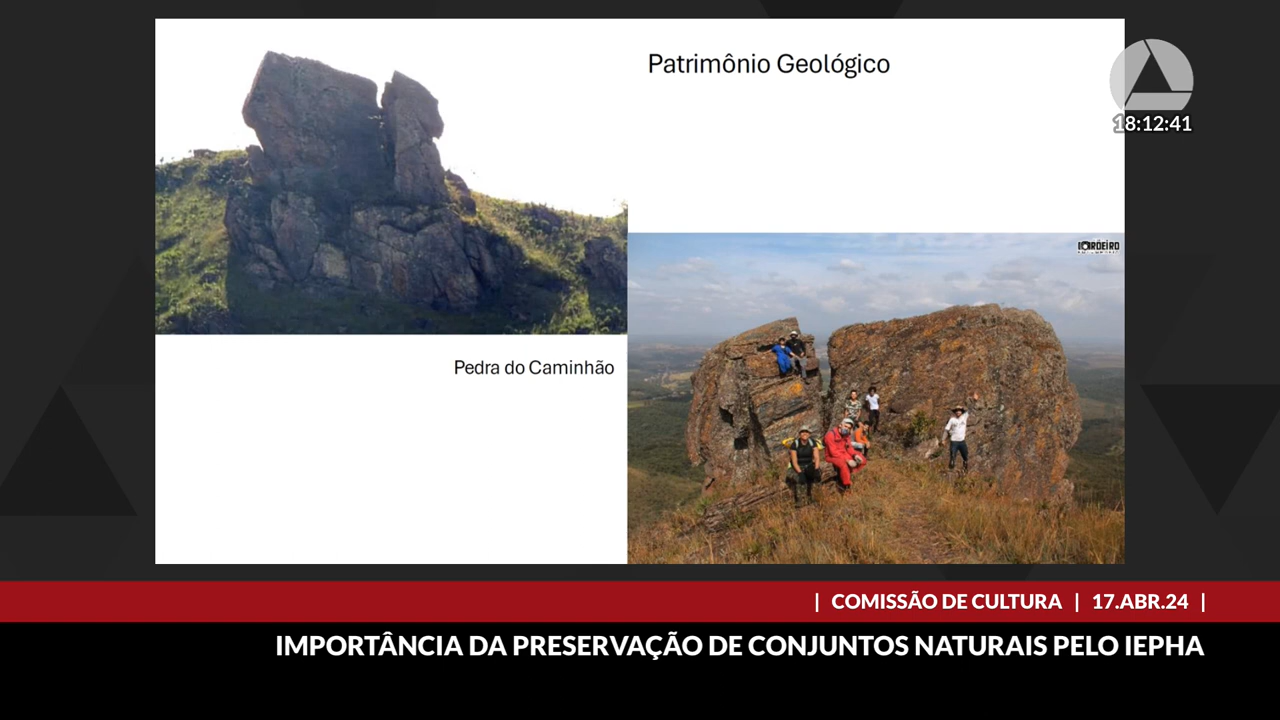 Patrimônio Geológico
18:12:41
Pedra do Caminhão
| COMISSÃO DE CULTURA | 17.ABR.24 |
IMPORTÂNCIA DA PRESERVAÇÃO DE CONJUNTOS NATURAIS PELO IEPHA